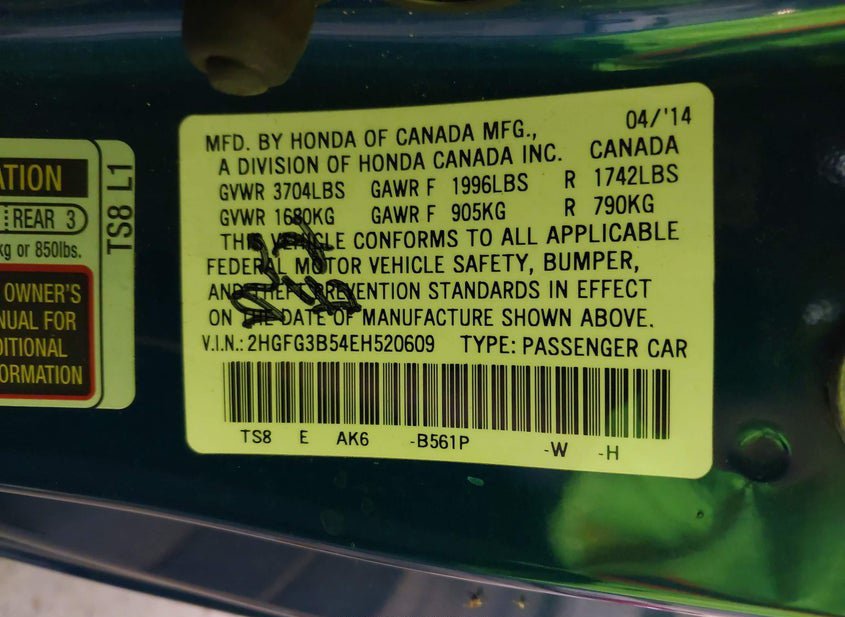 ATION
REAR 3
kg or 850lbs.
OWNER'S
NUAL FOR
DITIONAL
ORMATION
TS8 L1
MFD. BY HONDA OF CANADA MFG., 04/'14
A DIVISION OF HONDA CANADA INC. CANADA
GVWR 3704LBS GAWR F 1996LBS R 1742LBS
GVWR 1680KG GAWR F 905KG R 790KG
THIS VEHICLE CONFORMS TO ALL APPLICABLE
FEDERAL MOTOR VEHICLE SAFETY, BUMPER,
AND THEFT PREVENTION STANDARDS IN EFFECT
ON THE DATE OF MANUFACTURE SHOWN ABOVE.
V.I.N.: 2HGFG3B54EH520609 TYPE: PASSENGER CAR
TS8 E AK6 -B561P -W -H